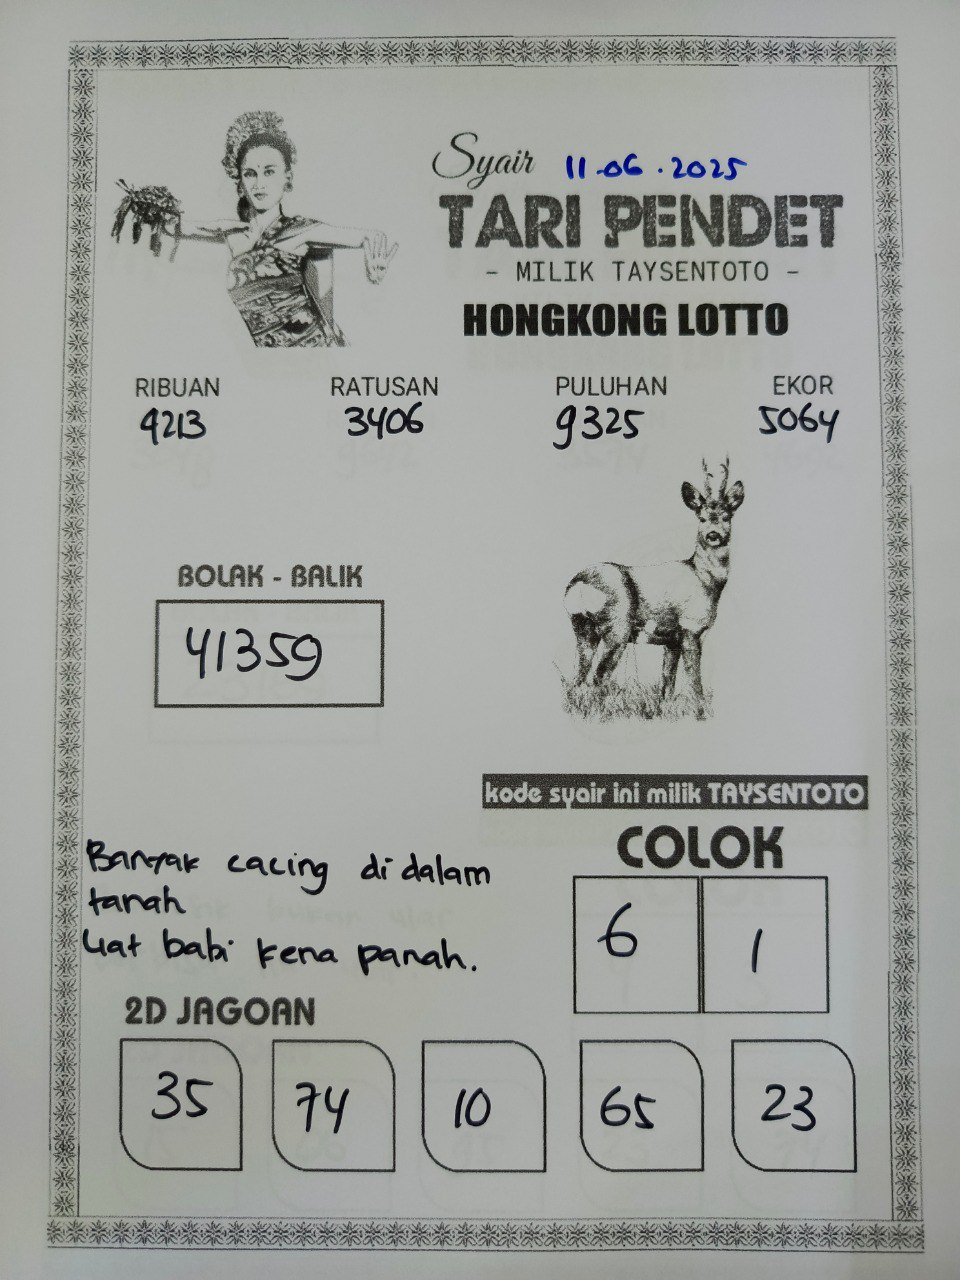 Syair 11-06.2025
TARI PENDET
- MILIK TAYSENTOTO -
HONGKONG LOTTO
RIBUAN RATUSAN PULUHAN EKOR
9213 3406 9325 5064
BOLAK - BALIK
41359
kode syair ini milik TAYSENTOTO
COLOK
6 1
Banyak cacing di dalam
tanah
Liat babi kena panah.
2D JAGOAN
35 74 10 65 23